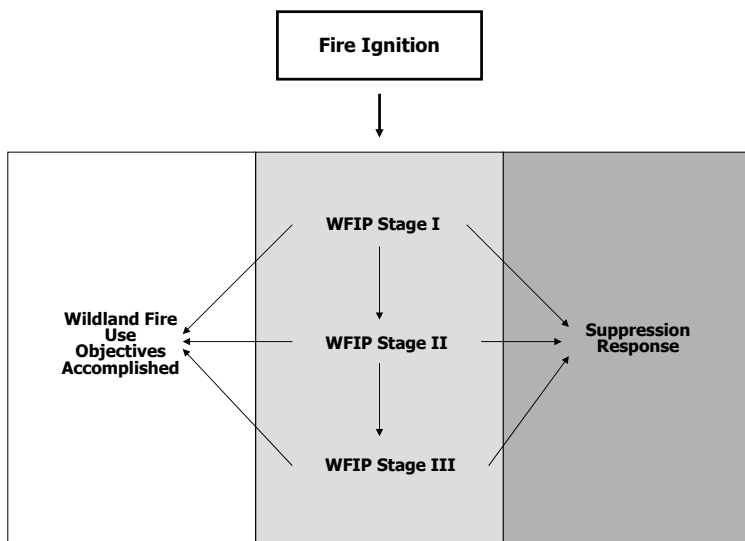 Fire Ignition
WFIP Stage I
Wildland Fire
Use
Objectives
Accomplished
WFIP Stage II
Suppression
Response
WFIP Stage III